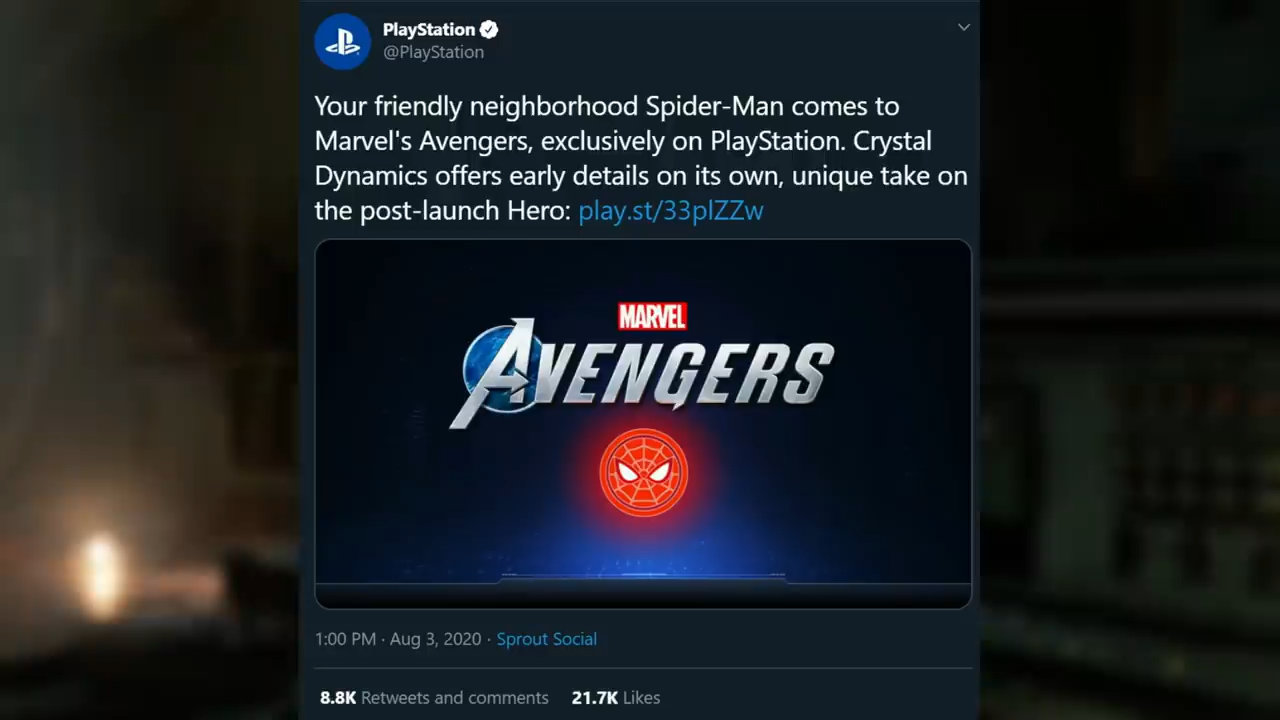 PlayStation
@PlayStation
Your friendly neighborhood Spider-Man comes to
Marvel's Avengers, exclusively on PlayStation. Crystal
Dynamics offers early details on its own, unique take on
the post-launch Hero: play.st/33plZZw
MARVEL
AVENGERS
1:00 PM · Aug 3, 2020 · Sprout Social
8.8K Retweets and comments 21.7K Likes